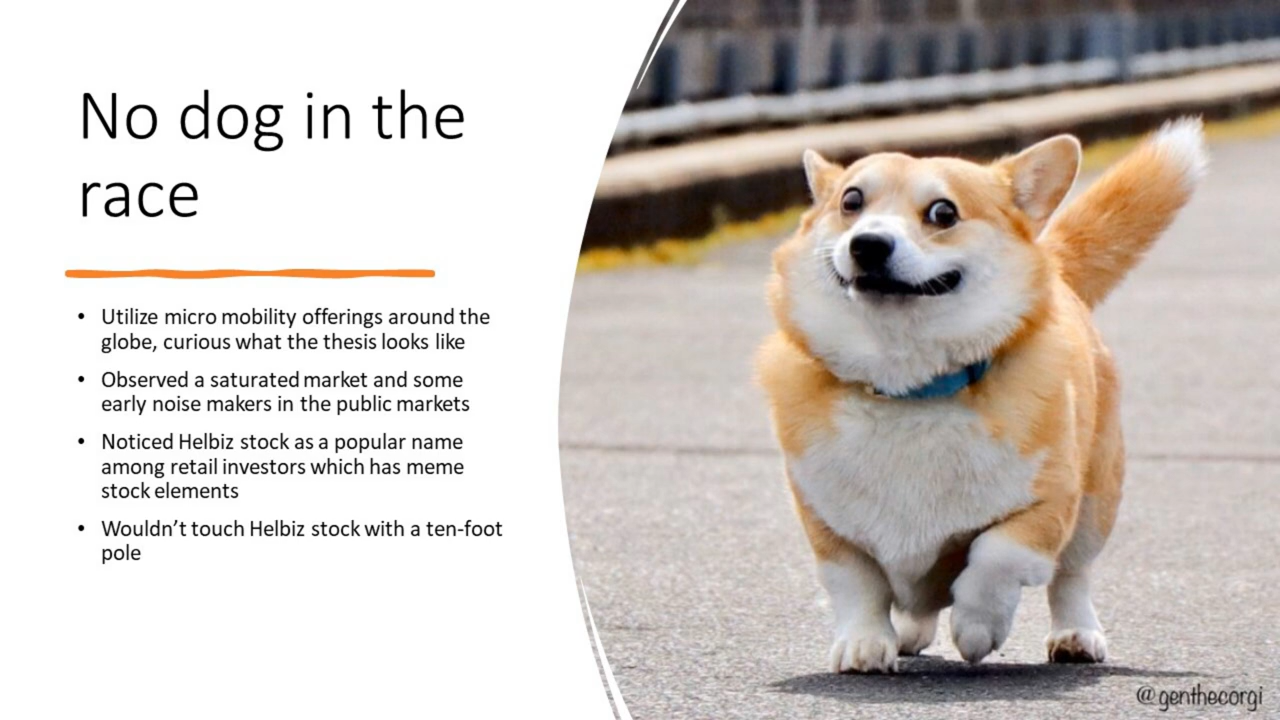 No dog in the
race
• Utilize micro mobility offerings around the
globe, curious what the thesis looks like
• Observed a saturated market and some
early noise makers in the public markets
• Noticed Helbiz stock as a popular name
among retail investors which has meme
stock elements
• Wouldn’t touch Helbiz stock with a ten-foot
pole
@genthecorgi